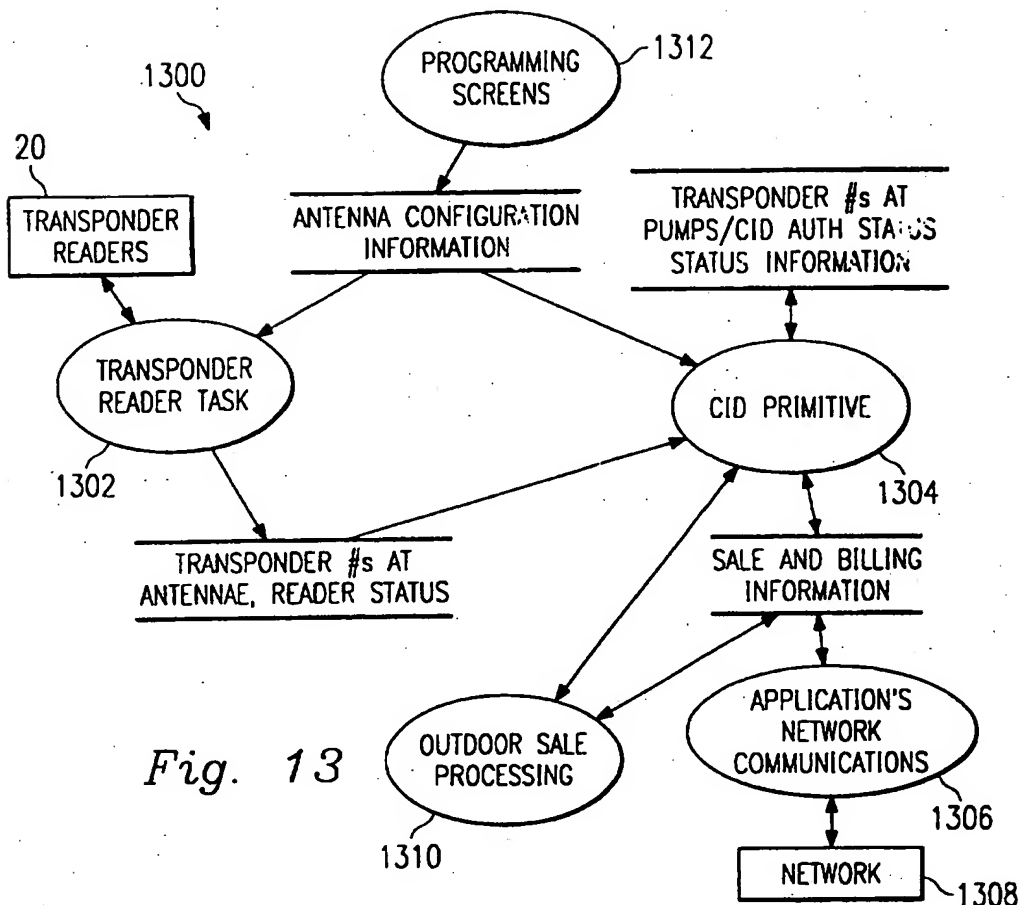 PROGRAMMING
SCREENS
1312
1300
20
TRANSPONDER
READERS
ANTENNA CONFIGURATION
INFORMATION
TRANSPONDER #s AT
PUMPS/CID AUTH STATUS
STATUS INFORMATION
TRANSPONDER
READER TASK
1302
CID PRIMITIVE
1304
TRANSPONDER #s AT
ANTENNAE, READER STATUS
SALE AND BILLING
INFORMATION
OUTDOOR SALE
PROCESSING
1310
APPLICATION'S
NETWORK
COMMUNICATIONS
1306
NETWORK
1308
Fig. 13